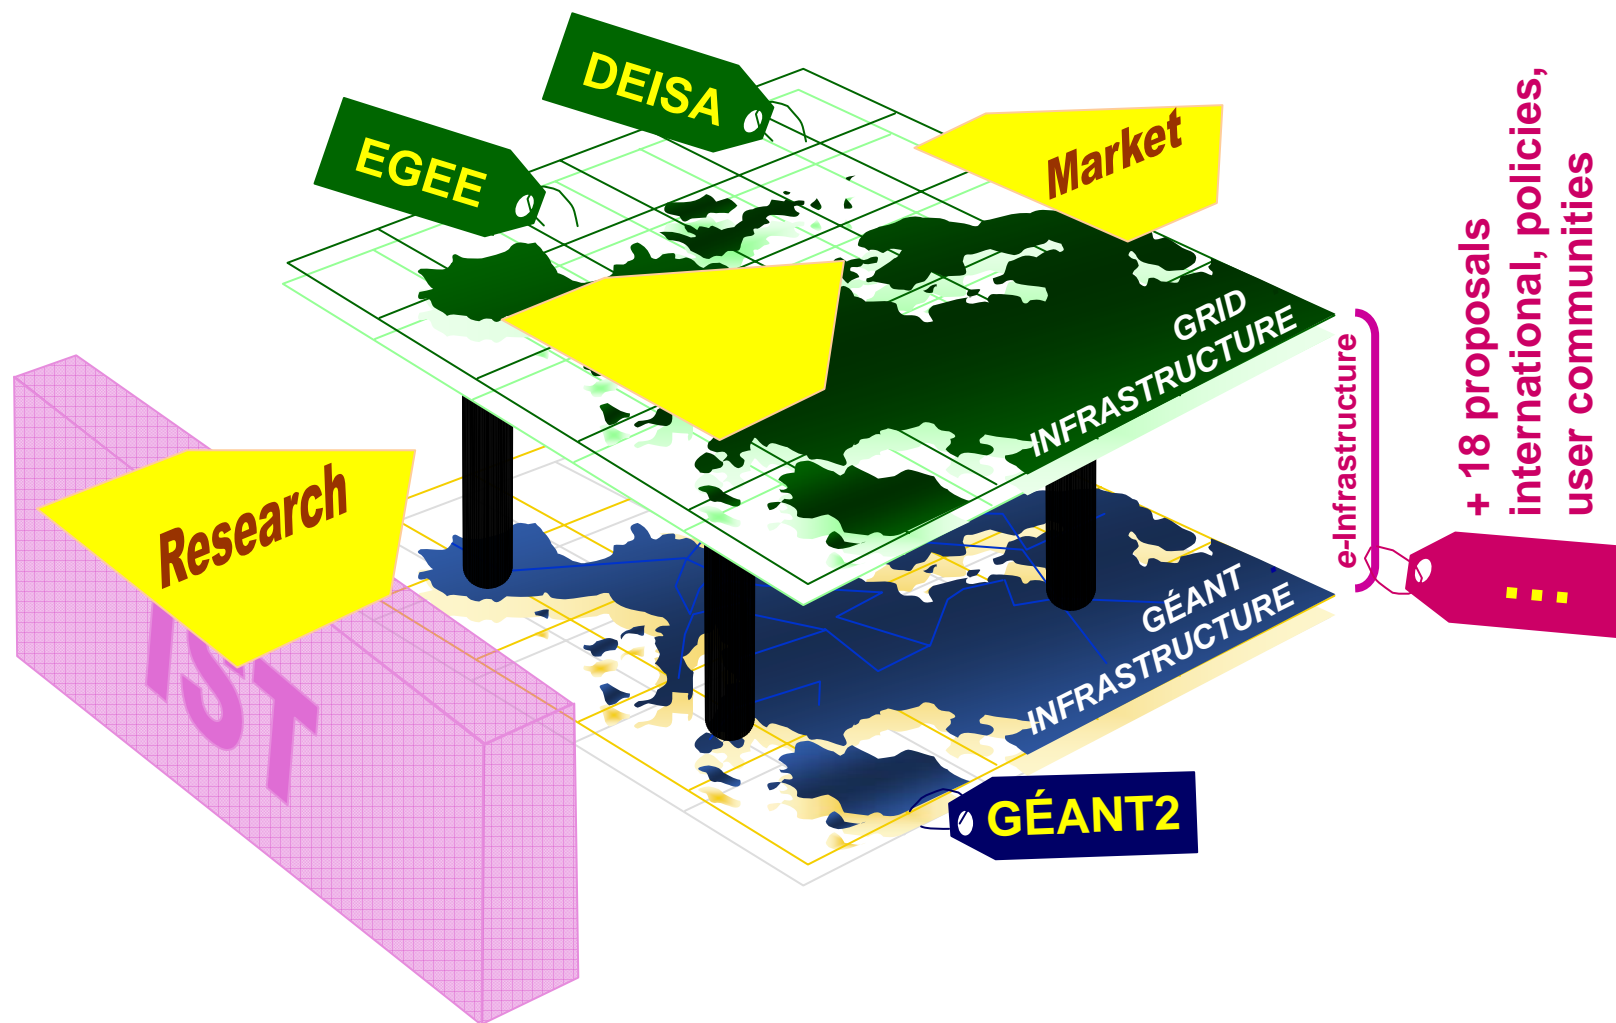 DEISA
EGEE
Market
GRID
INFRASTRUCTURE
e-Infrastructure
+ 18 proposals
international, policies,
user communities
Research
IST
GÉANT
INFRASTRUCTURE
...
GÉANT2